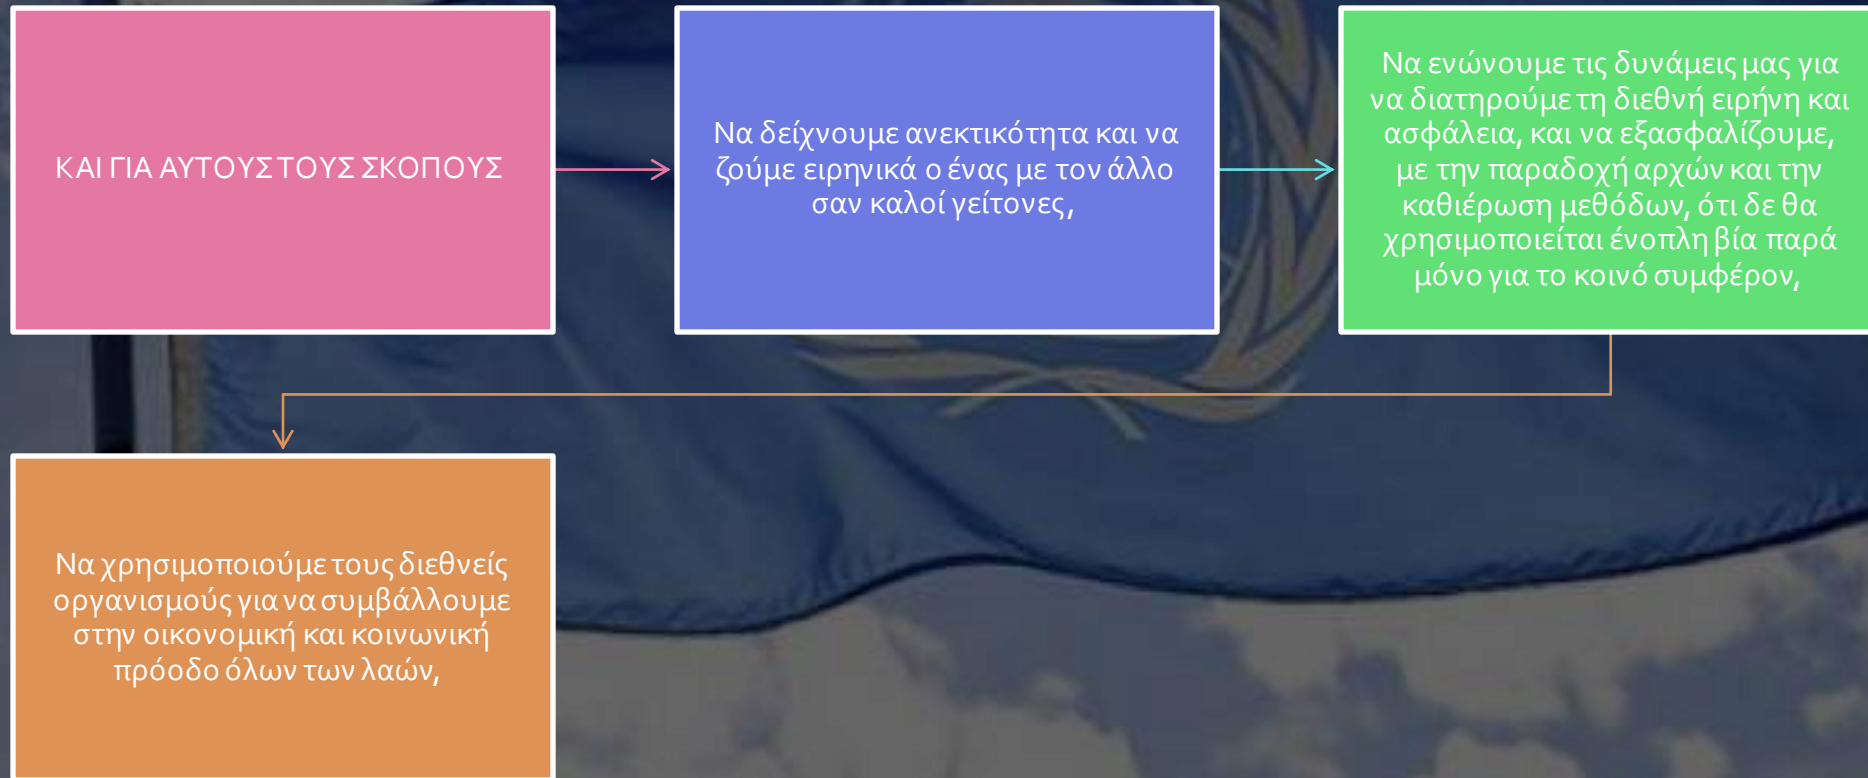 ΚΑΙ ΓΙΑ ΑΥΤΟΥΣ ΤΟΥΣ ΣΚΟΠΟΥΣ
Να δείχνουμε ανεκτικότητα και να
ζούμε ειρηνικά ο ένας με τον άλλο
σαν καλοί γείτονες,
Να ενώνουμε τις δυνάμεις μας για
να διατηρούμε τη διεθνή ειρήνη και
ασφάλεια, και να εξασφαλίζουμε,
με την παραδοχή αρχών και την
καθιέρωση μεθόδων, ότι δε θα
χρησιμοποιείται ένοπλη βία παρά
μόνο για το κοινό συμφέρον,
Να χρησιμοποιούμε τους διεθνείς
οργανισμούς για να συμβάλλουμε
στην οικονομική και κοινωνική
πρόοδο όλων των λαών,